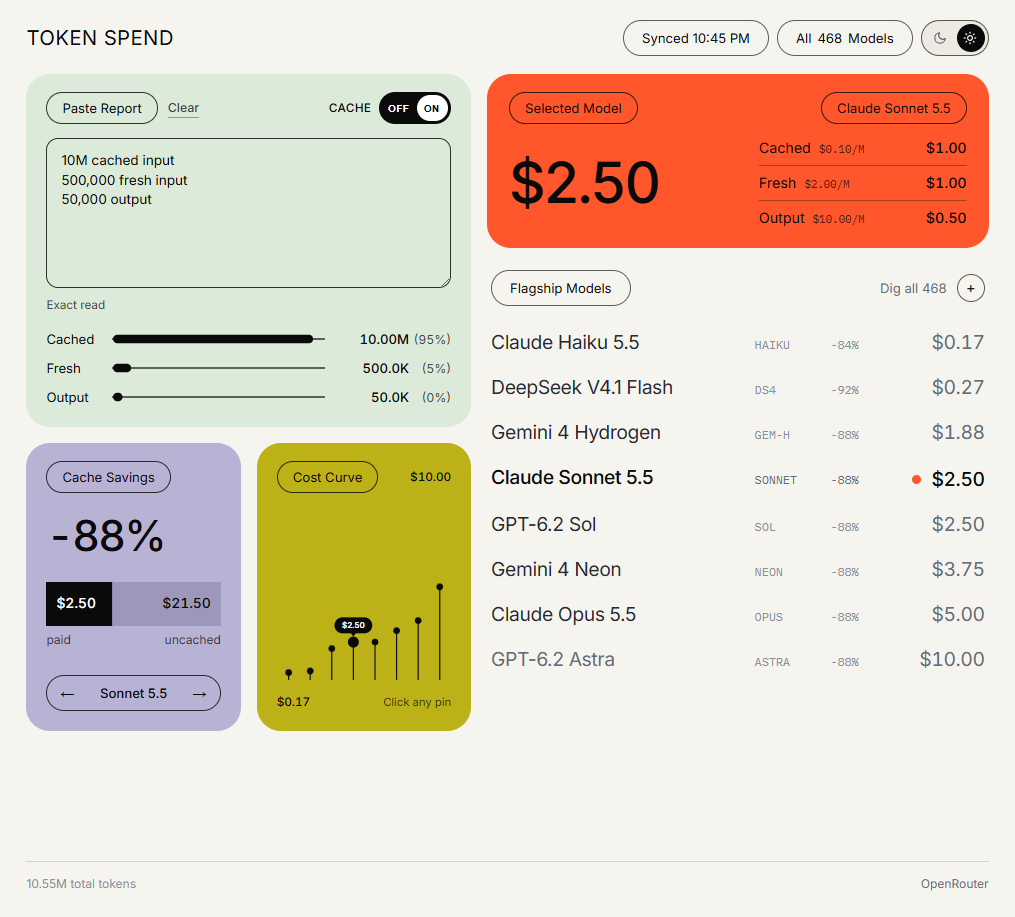 TOKEN SPEND
Synced 10:45 PM
All 468 Models
Paste Report
Clear
CACHE
OFF
ON
10M cached input
500,000 fresh input
50,000 output
Exact read
Cached 10.00M (95%)
Fresh 500.0K (5%)
Output 50.0K (0%)
Selected Model
Claude Sonnet 5.5
$2.50
Cached $0.10/M $1.00
Fresh $2.00/M $1.00
Output $10.00/M $0.50
Flagship Models
Dig all 468 +
Claude Haiku 5.5 HAIKU -84% $0.17
DeepSeek V4.1 Flash DS4 -92% $0.27
Gemini 4 Hydrogen GEM-H -88% $1.88
Claude Sonnet 5.5 SONNET -88% $2.50
GPT-6.2 Sol SOL -88% $2.50
Gemini 4 Neon NEON -88% $3.75
Claude Opus 5.5 OPUS -88% $5.00
GPT-6.2 Astra ASTRA -88% $10.00
Cache Savings
-88%
$2.50 $21.50
paid uncached
← Sonnet 5.5 →
Cost Curve $10.00
$2.50
$0.17 Click any pin
10.55M total tokens
OpenRouter